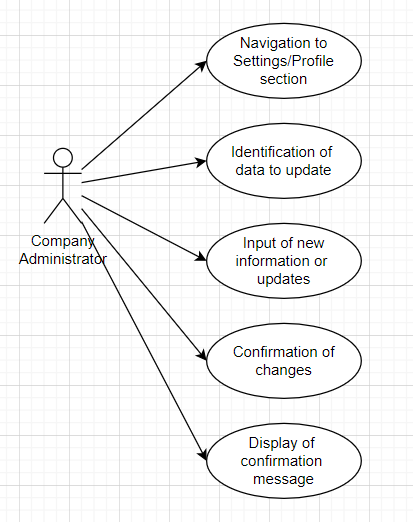 Navigation to
Settings/Profile
section
Identification of
data to update
Company
Administrator
Input of new
information or
updates
Confirmation of
changes
Display of
confirmation
message